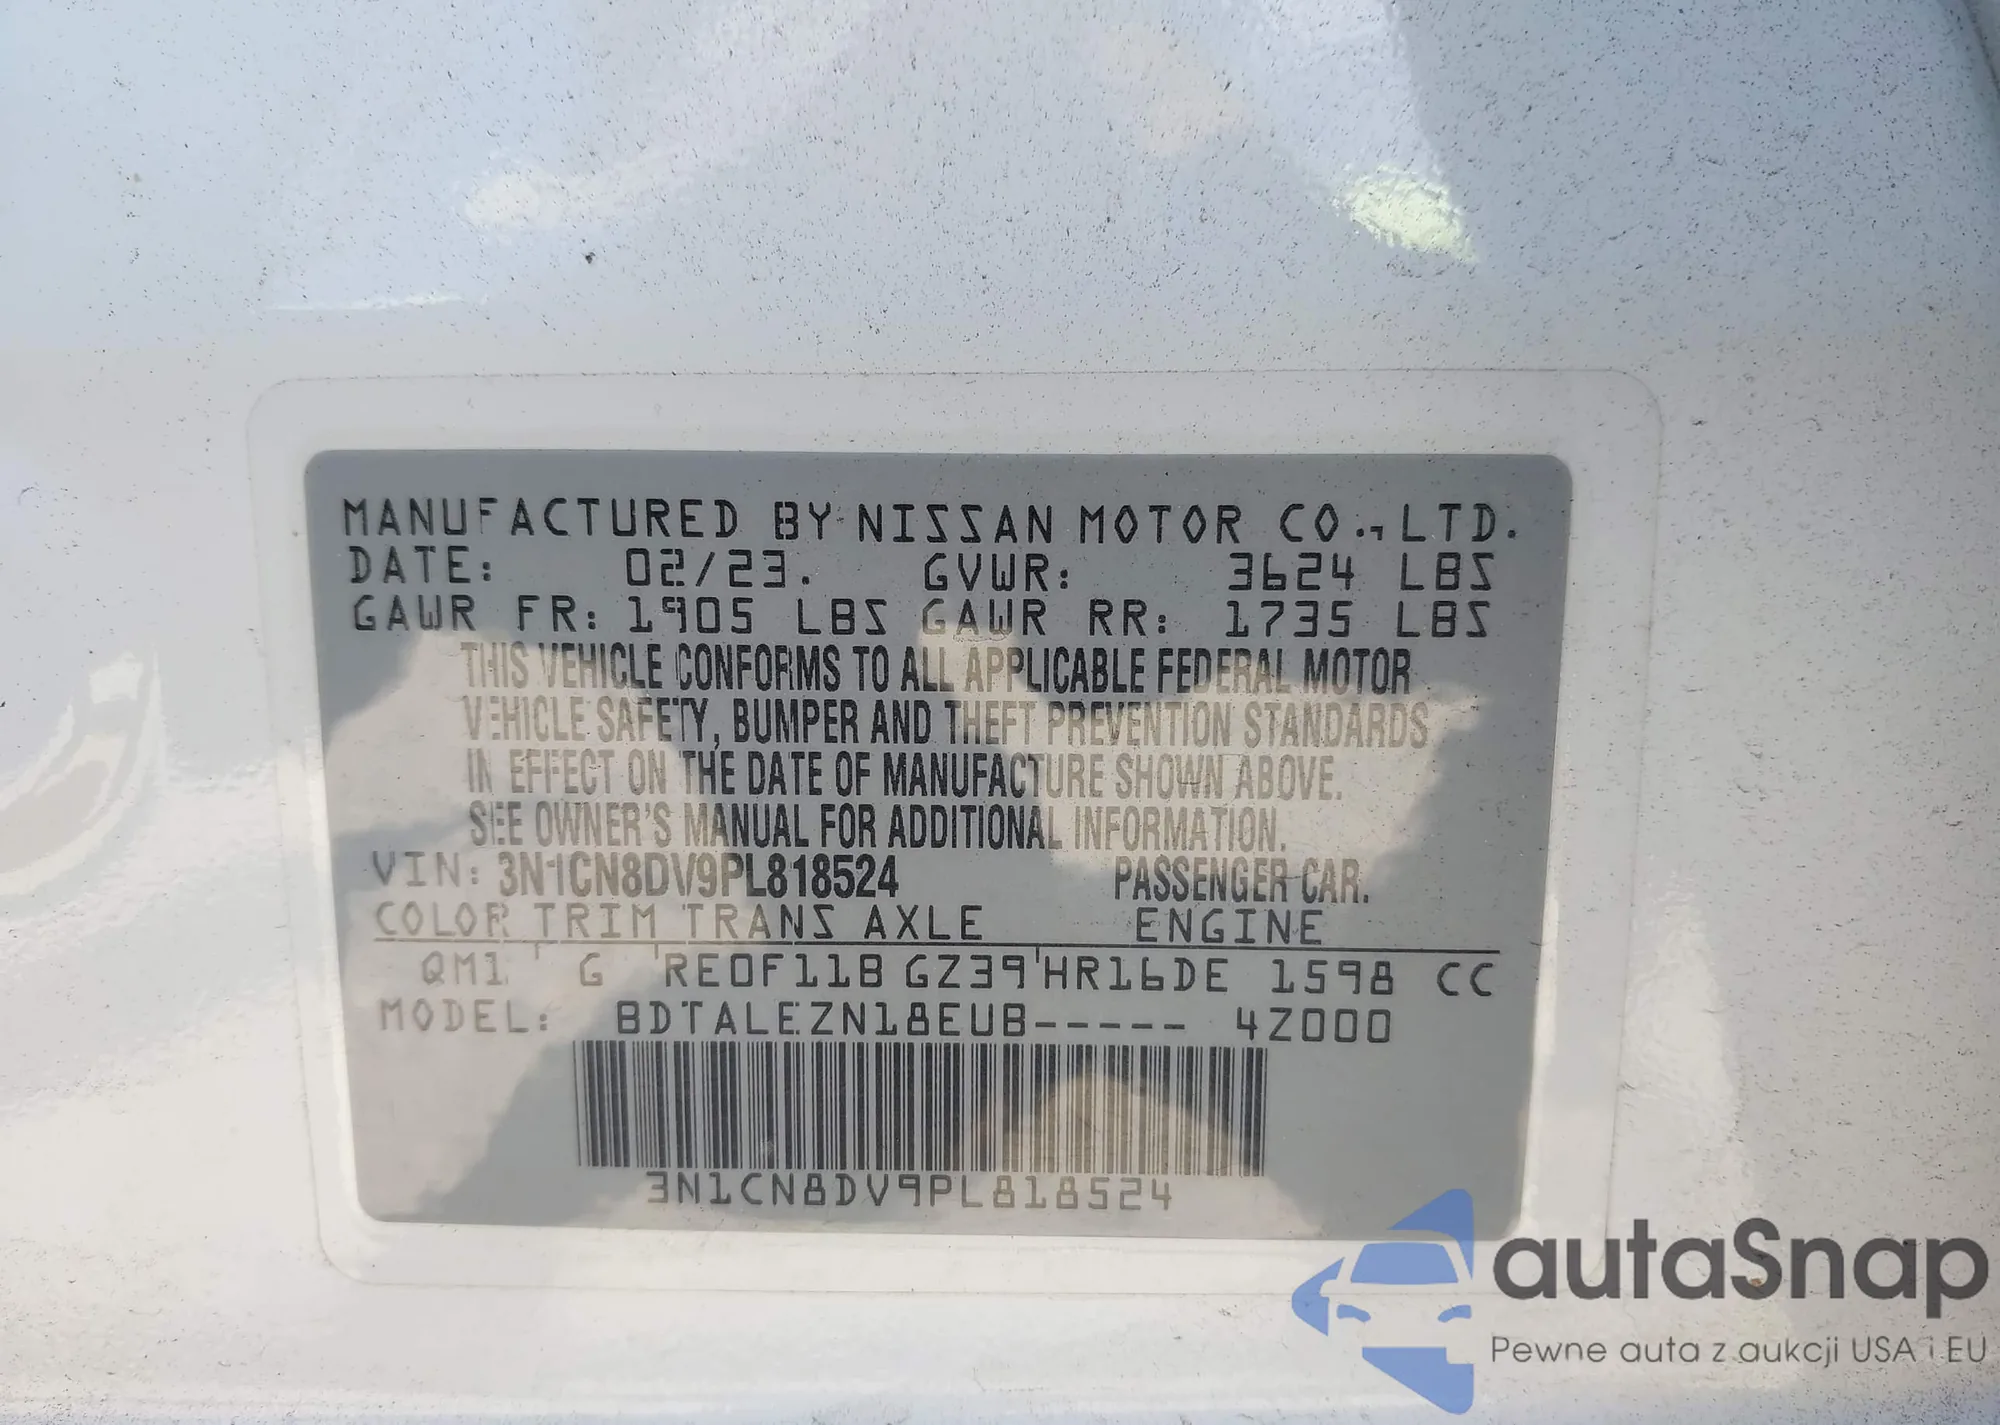 MANUFACTURED BY NISSAN MOTOR CO., LTD.
DATE: 02/23. GVWR: 3624 LBS
GAWR FR: 1905 LBS GAWR RR: 1735 LBS
THIS VEHICLE CONFORMS TO ALL APPLICABLE FEDERAL MOTOR
VEHICLE SAFETY, BUMPER AND THEFT PREVENTION STANDARDS
IN EFFECT ON THE DATE OF MANUFACTURE SHOWN ABOVE.
SEE OWNER'S MANUAL FOR ADDITIONAL INFORMATION.
VIN: 3N1CN8DV9PL818524 PASSENGER CAR.
COLOR TRIM TRANS AXLE ENGINE
QM1 ' G 'RE0F11B GZ39'HR16DE 1598 CC
MODEL: BDTALEZN18EUB----- 4Z000
3N1CN8DV9PL818524
autaSnap
Pewne auta z aukcji USA i EU